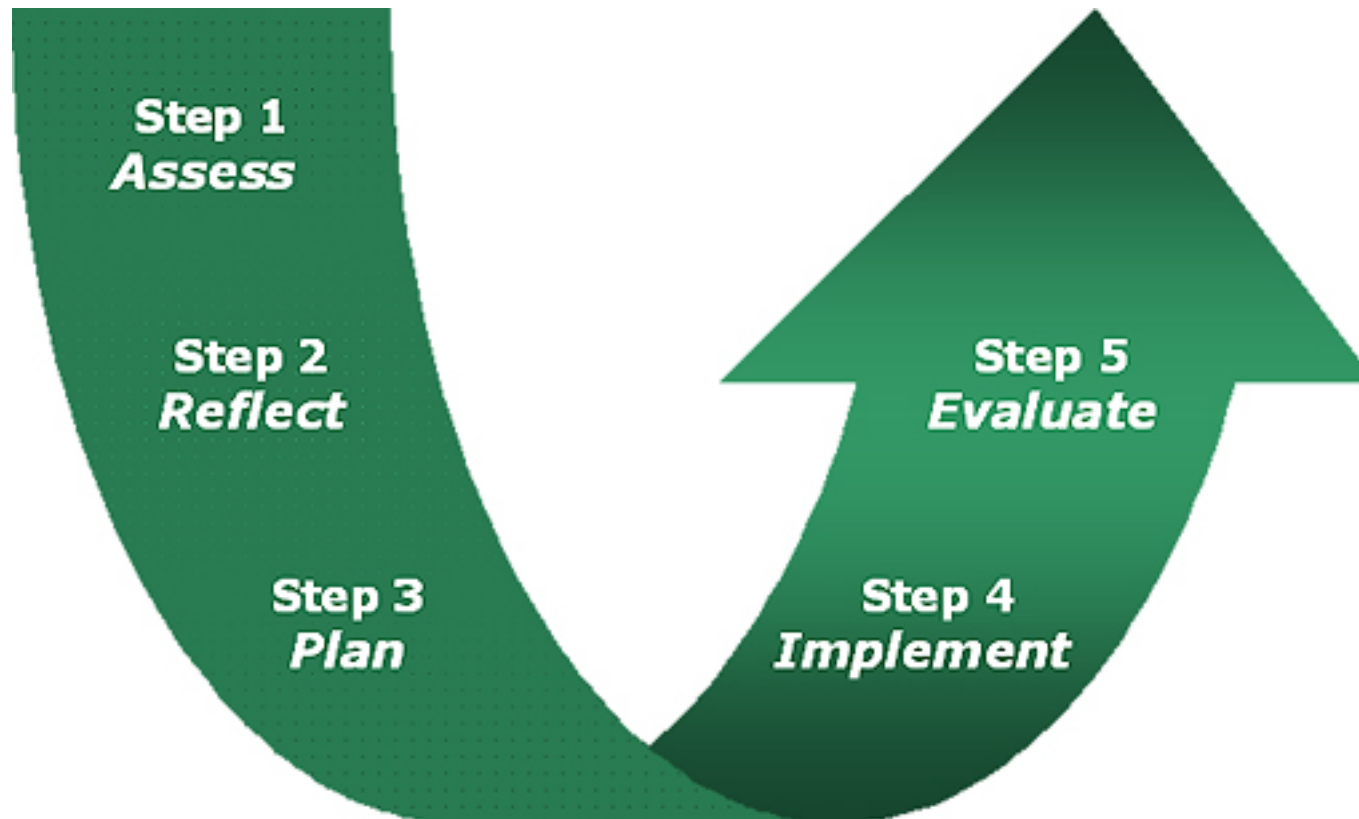 Step 1
Assess
Step 2
Reflect
Step 3
Plan
Step 4
Implement
Step 5
Evaluate